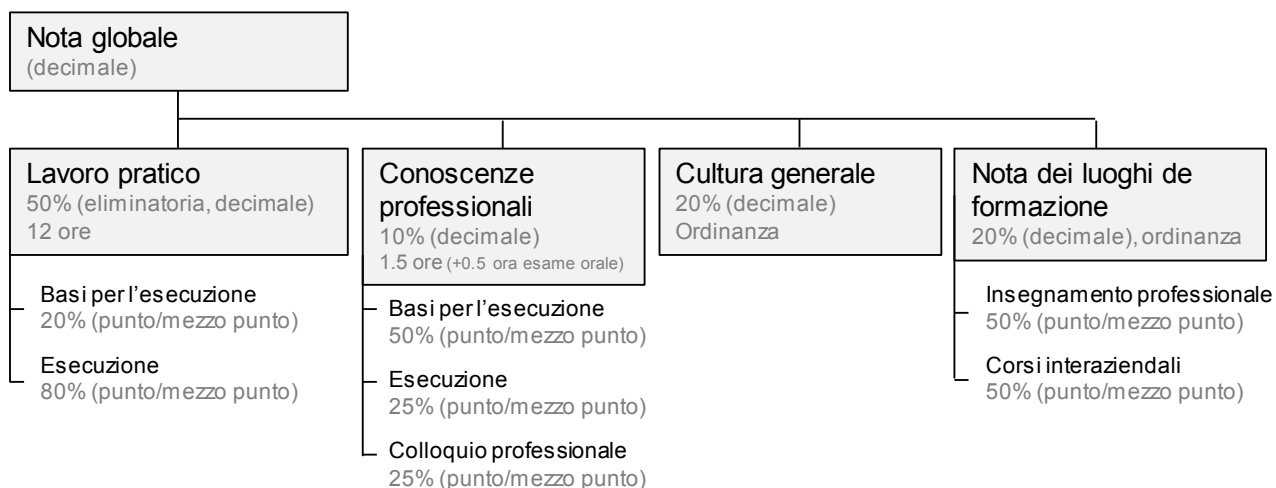 Nota globale
(decimale)
Lavoro pratico
50% (eliminatoria, decimale)
12 ore
Basi per l'esecuzione
20% (punto/mezzo punto)
Esecuzione
80% (punto/mezzo punto)
Conoscenze
professionali
10% (decimale)
1.5 ore (+0.5 ora esame orale)
Basi per l'esecuzione
50% (punto/mezzo punto)
Esecuzione
25% (punto/mezzo punto)
Colloquio professionale
25% (punto/mezzo punto)
Cultura generale
20% (decimale)
Ordinanza
Nota dei luoghi de
formazione
20% (decimale), ordinanza
Insegnamento professionale
50% (punto/mezzo punto)
Corsi interaziendali
50% (punto/mezzo punto)